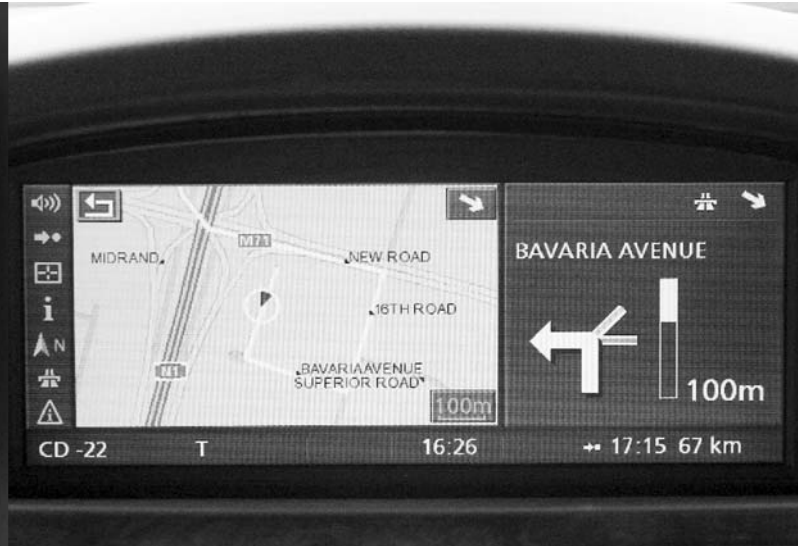 BAVARIA AVENUE
M71
MIDRAND
NEW ROAD
i
16TH ROAD
N
N1
BAVARIA AVENUE
SUPERIOR ROAD
100m
100m
CD -22 T 16:26 17:15 67 km